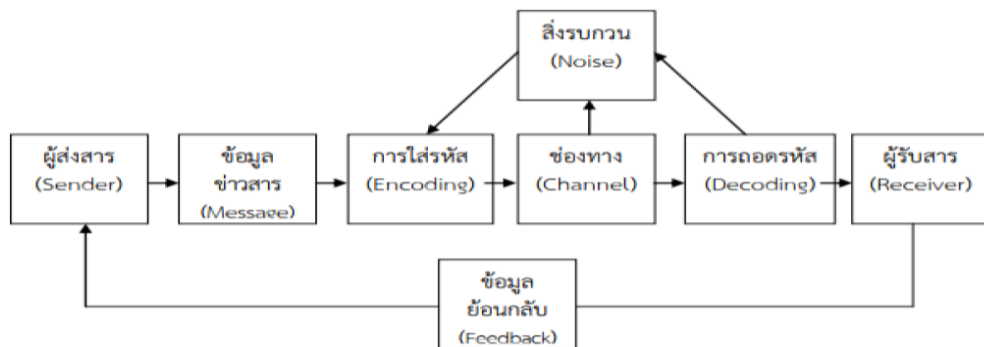 สิ่งรบกวน
(Noise)
ผู้ส่งสาร
(Sender)
ข้อมูล
ข่าวสาร
(Message)
การใส่รหัส
(Encoding)
ช่องทาง
(Channel)
การถอดรหัส
(Decoding)
ผู้รับสาร
(Receiver)
ข้อมูล
ย้อนกลับ
(Feedback)